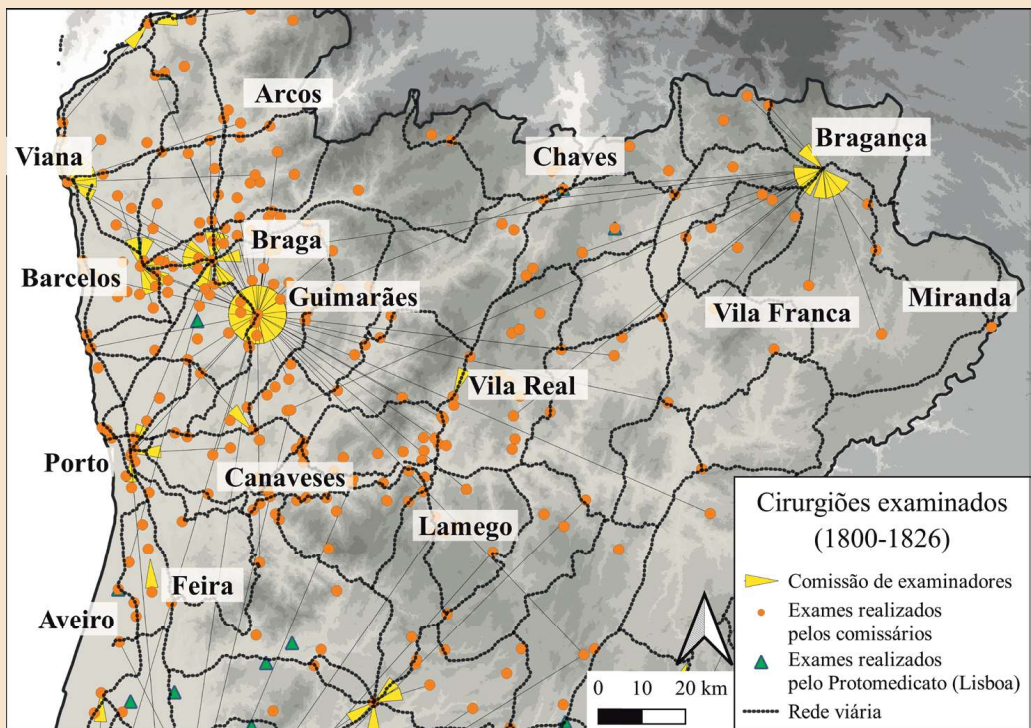 Arcos
Viana
Chaves
Bragança
Braga
Barcelos
Guimarães
Miranda
Vila Franca
Vila Real
Porto
Canaveses
Lamego
Feira
Aveiro
Cirurgiões examinados
(1800-1826)
Comissão de examinadores
Exames realizados
pelos comissários
Exames realizados
pelo Protomedicato (Lisboa)
Rede viária
0 10 20 km